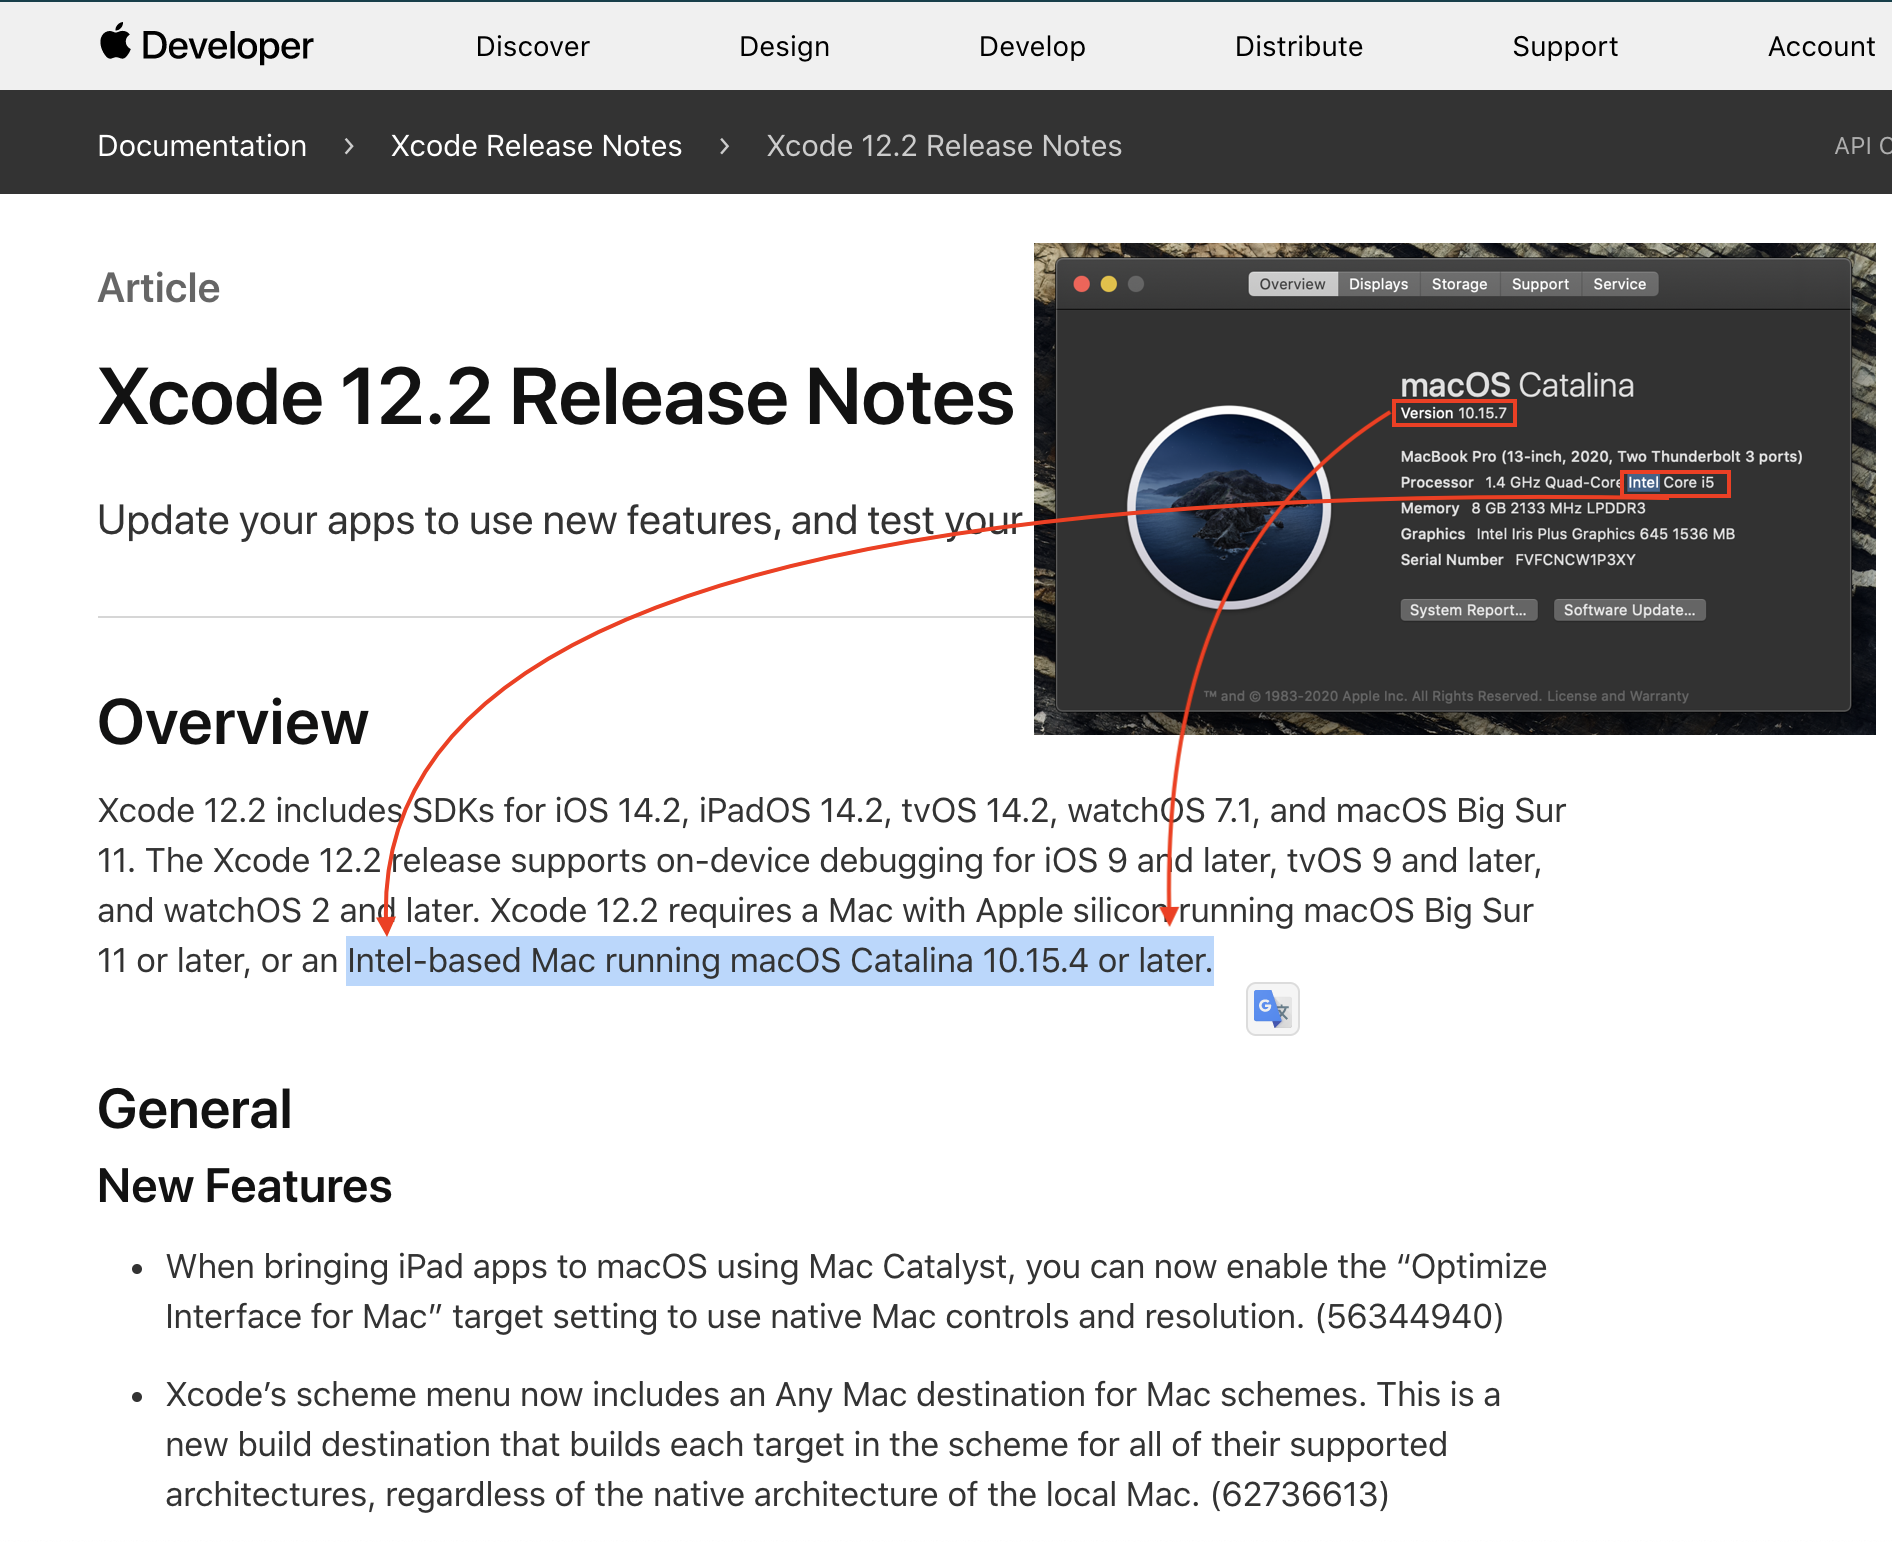 Developer
Discover
Design
Develop
Distribute
Support
Account
Documentation › Xcode Release Notes › Xcode 12.2 Release Notes
API
Article
Xcode 12.2 Release Notes
Update your apps to use new features, and test your
Overview Displays Storage Support Service
macOS Catalina
Version 10.15.7
MacBook Pro (13-inch, 2020, Two Thunderbolt 3 ports)
Processor 1.4 GHz Quad-Core Intel Core i5
Memory 8 GB 2133 MHz LPDDR3
Graphics Intel Iris Plus Graphics 645 1536 MB
Serial Number FVFCNCW1P3XY
System Report... Software Update...
™ and © 1983-2020 Apple Inc. All Rights Reserved. License and Warranty
Overview
Xcode 12.2 includes SDKs for iOS 14.2, iPadOS 14.2, tvOS 14.2, watchOS 7.1, and macOS Big Sur
11. The Xcode 12.2 release supports on-device debugging for iOS 9 and later, tvOS 9 and later,
and watchOS 2 and later. Xcode 12.2 requires a Mac with Apple silicon running macOS Big Sur
11 or later, or an Intel-based Mac running macOS Catalina 10.15.4 or later.
G 文
General
New Features
• When bringing iPad apps to macOS using Mac Catalyst, you can now enable the “Optimize
Interface for Mac” target setting to use native Mac controls and resolution. (56344940)
• Xcode’s scheme menu now includes an Any Mac destination for Mac schemes. This is a
new build destination that builds each target in the scheme for all of their supported
architectures, regardless of the native architecture of the local Mac. (62736613)